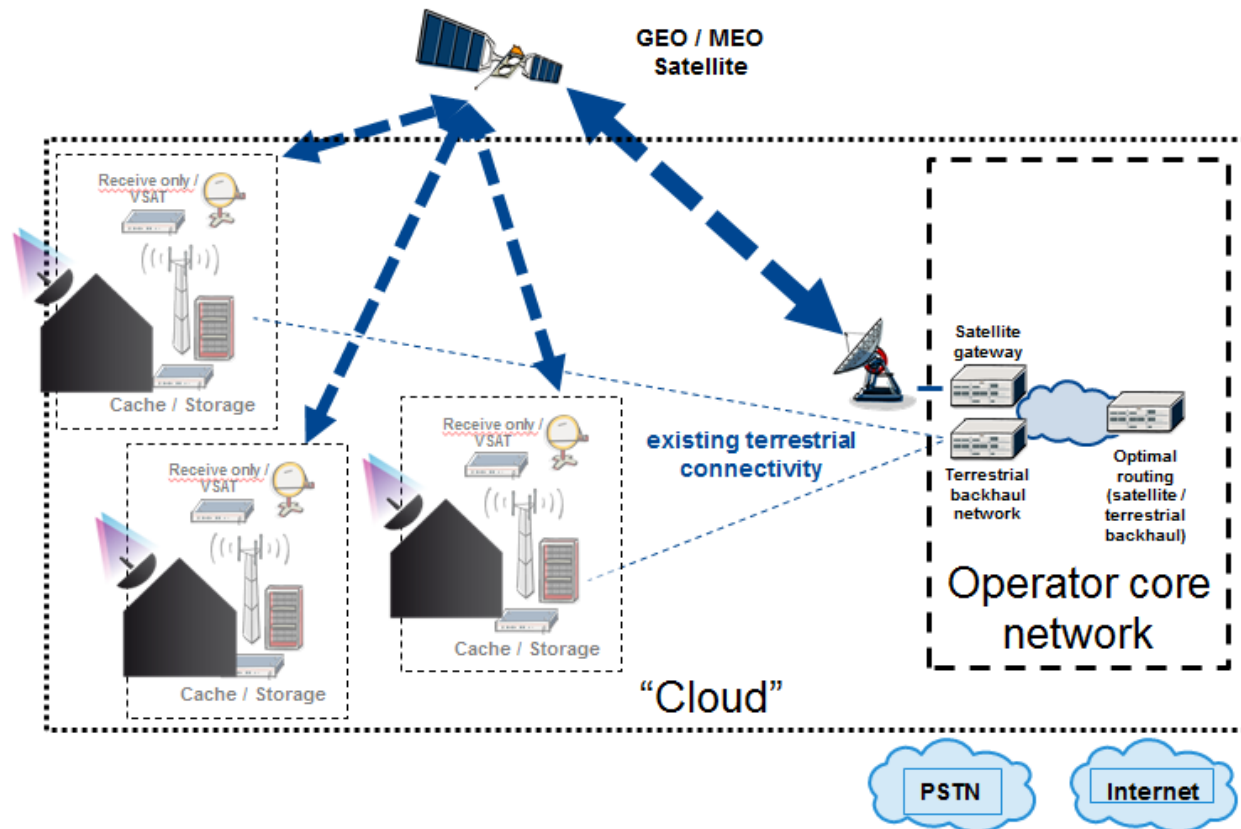 GEO / MEO
Satellite
Receive only /
VSAT
Cache / Storage
Receive only /
VSAT
Cache / Storage
Receive only /
VSAT
Cache / Storage
existing terrestrial
connectivity
Satellite
gateway
Terrestrial
backhaul
network
Optimal
routing
(satellite /
terrestrial
backhaul)
Operator core
network
“Cloud”
PSTN
Internet